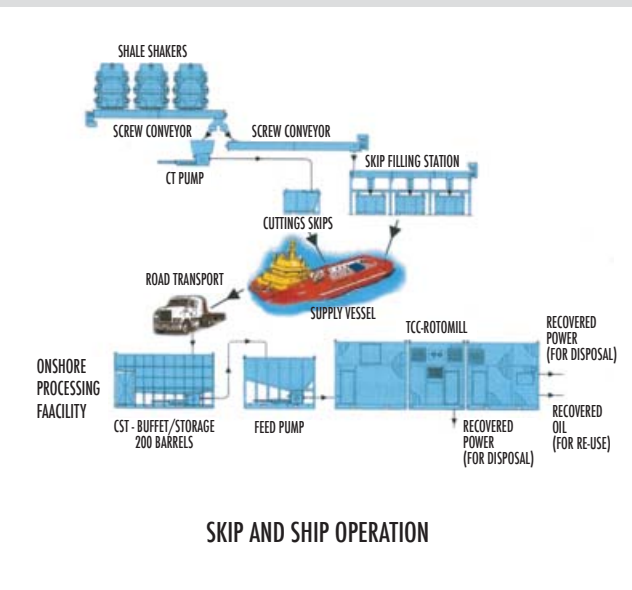 SHALE SHAKERS
SCREW CONVEYOR
SCREW CONVEYOR
SKIP FILLING STATION
CT PUMP
CUTTINGS SKIPS
ROAD TRANSPORT
SUPPLY VESSEL
TCC-ROTOMILL
RECOVERED
POWER
(FOR DISPOSAL)
ONSHORE
PROCESSING
FAACILITY
CST - BUFFET/STORAGE
200 BARRELS
FEED PUMP
RECOVERED
POWER
(FOR DISPOSAL)
RECOVERED
OIL
(FOR RE-USE)
SKIP AND SHIP OPERATION